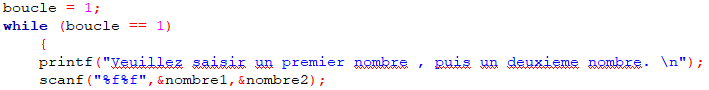 boucle = 1;
while (boucle == 1)
{
printf("Veuillez saisir un premier nombre , puis un deuxieme nombre. \n");
scanf("%f%f",&nombre1,&nombre2);